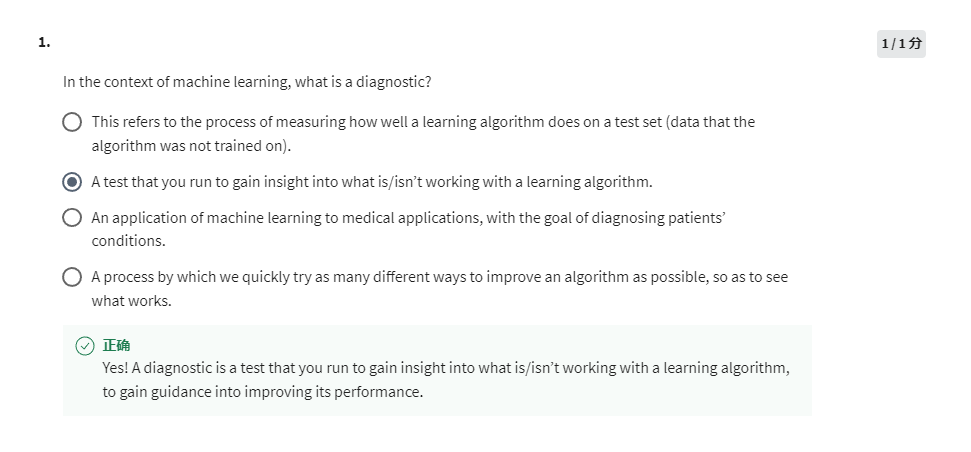 1.
1/1分
In the context of machine learning, what is a diagnostic?
This refers to the process of measuring how well a learning algorithm does on a test set (data that the
algorithm was not trained on).
A test that you run to gain insight into what is/isn’t working with a learning algorithm.
An application of machine learning to medical applications, with the goal of diagnosing patients’
conditions.
A process by which we quickly try as many different ways to improve an algorithm as possible, so as to see
what works.
正确
Yes! A diagnostic is a test that you run to gain insight into what is/isn’t working with a learning algorithm,
to gain guidance into improving its performance.